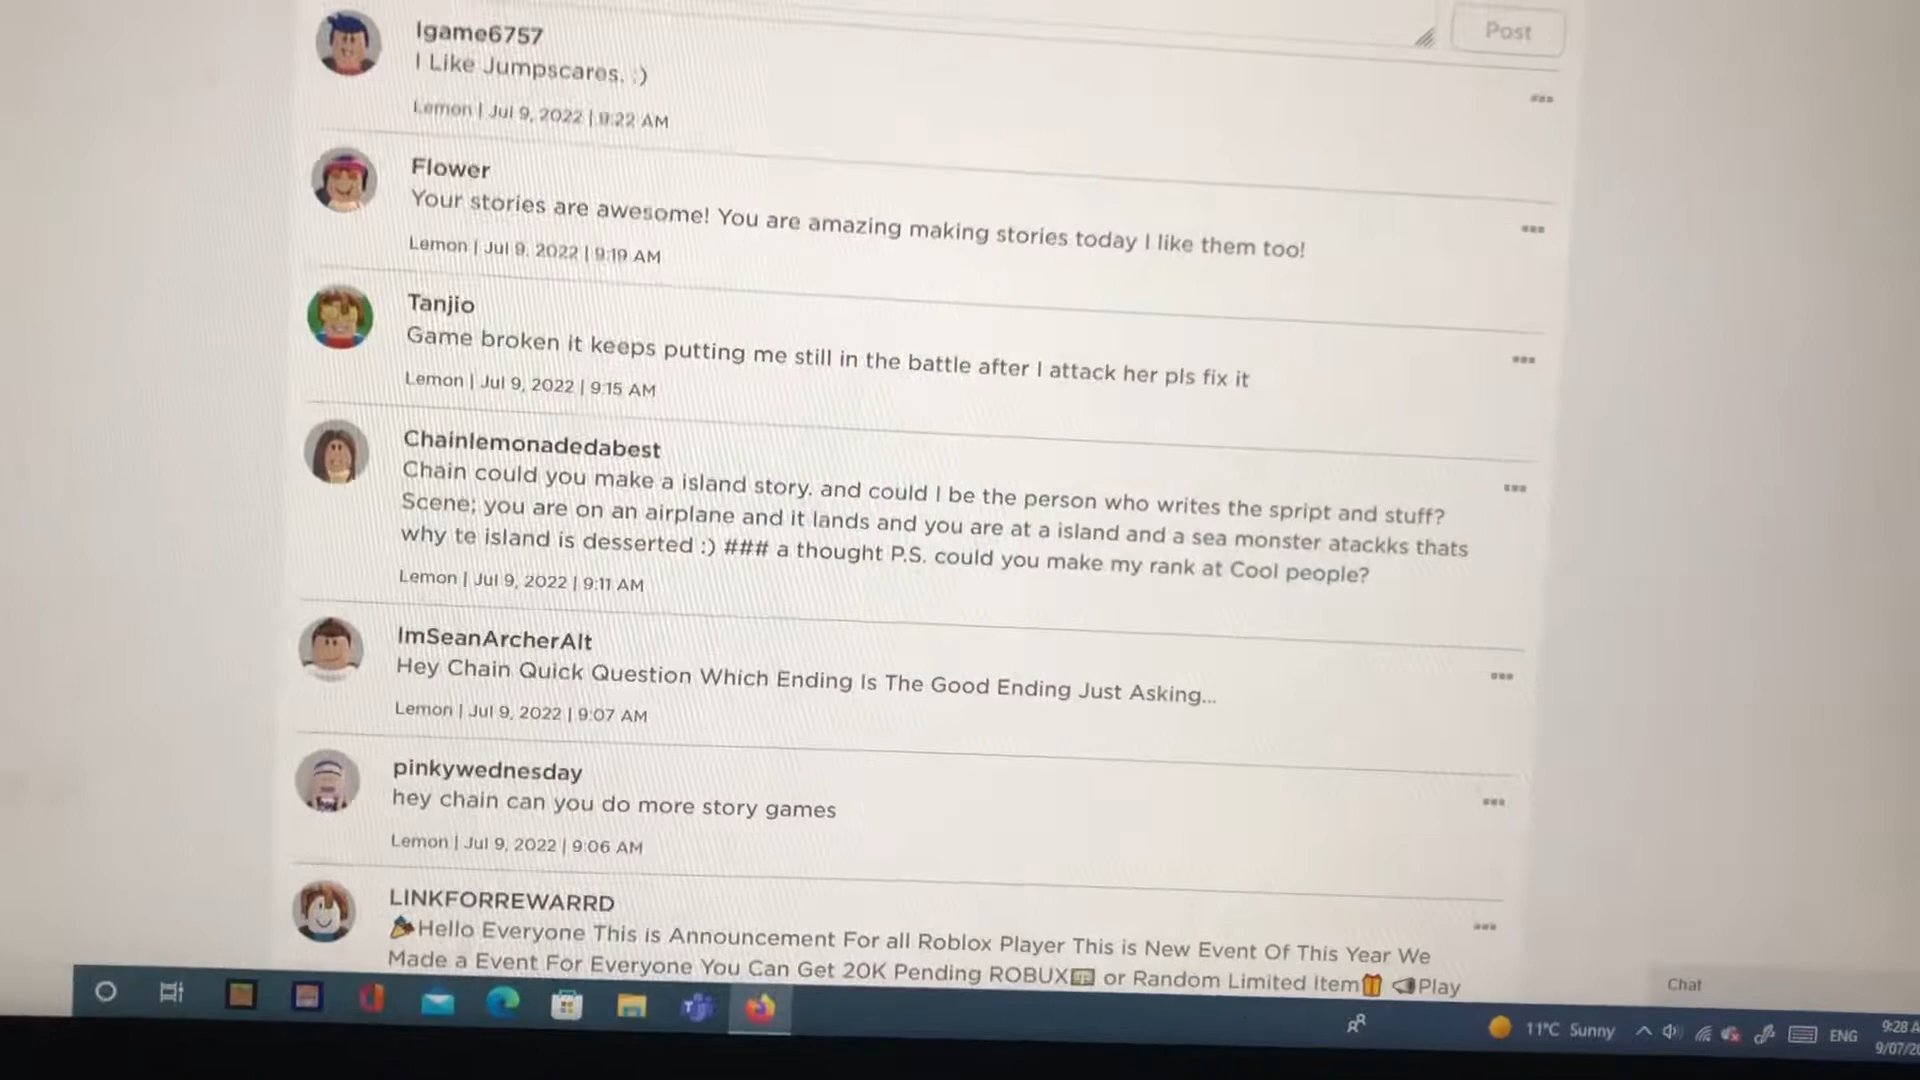 Post
Igame6757
I Like Jumpscares. :)
Lemon | Jul 9, 2022 | 9:22 AM
Flower
Your stories are awesome! You are amazing making stories today I like them too!
Lemon | Jul 9, 2022 | 9:19 AM
Tanjio
Game broken it keeps putting me still in the battle after I attack her pls fix it
Lemon | Jul 9, 2022 | 9:15 AM
Chainlemonadedabest
Chain could you make a island story. and could I be the person who writes the spript and stuff?
Scene; you are on an airplane and it lands and you are at a island and a sea monster atackks thats
why te island is desserted :) ### a thought P.S. could you make my rank at Cool people?
Lemon | Jul 9, 2022 | 9:11 AM
ImSeanArcherAlt
Hey Chain Quick Question Which Ending Is The Good Ending Just Asking...
Lemon | Jul 9, 2022 | 9:07 AM
pinkywednesday
hey chain can you do more story games
Lemon | Jul 9, 2022 | 9:06 AM
LINKFORREWARRD
🎉Hello Everyone This is Announcement For all Roblox Player This is New Event Of This Year We
Made a Event For Everyone You Can Get 20K Pending ROBUX💵 or Random Limited Item🎁 📢Play
Chat
11°C Sunny
ENG
9:28 A
9/07/20